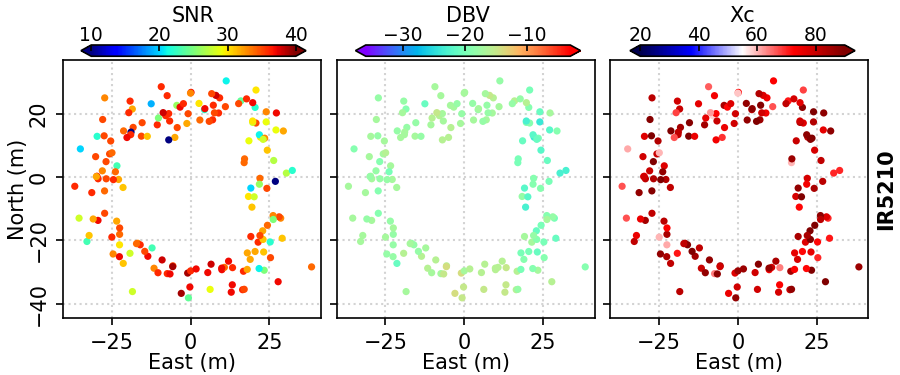 SNR DBV Xc
10 20 30 40 −30 −20 −10 20 40 60 80
20
0
−20
−40
North (m)
IR5210
−25 0 25 −25 0 25 −25 0 25
East (m) East (m) East (m)